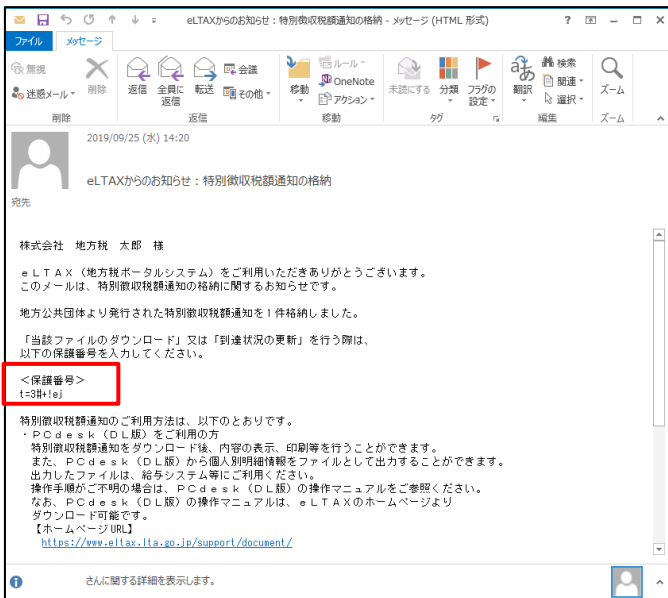 eLTAXからのお知らせ：特別徴収税額通知の格納 - メッセージ (HTML 形式)
ファイル メッセージ
無視
迷惑メール
削除
返信
全員に返信
転送
会議
その他
移動
ルール
OneNote
アクション
未読にする
分類
フラグの設定
翻訳
検索
関連
選択
ズーム
削除 返信 移動 タグ 編集 ズーム
2019/09/25 (水) 14:20
eLTAXからのお知らせ：特別徴収税額通知の格納
宛先
株式会社　地方税　太郎　様
ｅＬＴＡＸ（地方税ポータルシステム）をご利用いただきありがとうございます。
このメールは、特別徴収税額通知の格納に関するお知らせです。
地方公共団体より発行された特別徴収税額通知を１件格納しました。
「当該ファイルのダウンロード」又は「到達状況の更新」を行う際は、
以下の保護番号を入力してください。
＜保護番号＞
t=3#+!ej
特別徴収税額通知のご利用方法は、以下のとおりです。
・ＰＣｄｅｓｋ（ＤＬ版）をご利用の方
特別徴収税額通知をダウンロード後、内容の表示、印刷等を行うことができます。
また、ＰＣｄｅｓｋ（ＤＬ版）から個人別明細情報をファイルとして出力することができます。
出力したファイルは、給与システム等にご利用ください。
操作手順がご不明の場合は、ＰＣｄｅｓｋ（ＤＬ版）の操作マニュアルをご参照ください。
なお、ＰＣｄｅｓｋ（ＤＬ版）の操作マニュアルは、ｅＬＴＡＸのホームページより
ダウンロード可能です。
【ホームページURL】
https://www.eltax.lta.go.jp/support/document/
さんに関する詳細を表示します。